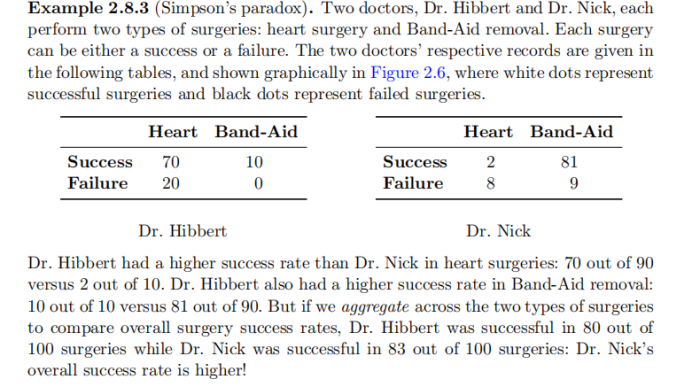 Example 2.8.3 (Simpson's paradox). Two doctors, Dr. Hibbert and Dr. Nick, each
perform two types of surgeries: heart surgery and Band-Aid removal. Each surgery
can be either a success or a failure. The two doctors' respective records are given in
the following tables, and shown graphically in Figure 2.6, where white dots represent
successful surgeries and black dots represent failed surgeries.
Heart Band-Aid
Success 70 10
Failure 20 0
Dr. Hibbert
Heart Band-Aid
Success 2 81
Failure 8 9
Dr. Nick
Dr. Hibbert had a higher success rate than Dr. Nick in heart surgeries: 70 out of 90
versus 2 out of 10. Dr. Hibbert also had a higher success rate in Band-Aid removal:
10 out of 10 versus 81 out of 90. But if we aggregate across the two types of surgeries
to compare overall surgery success rates, Dr. Hibbert was successful in 80 out of
100 surgeries while Dr. Nick was successful in 83 out of 100 surgeries: Dr. Nick's
overall success rate is higher!